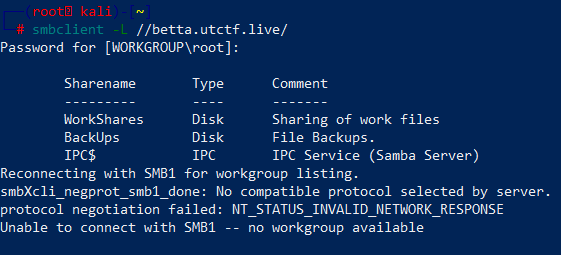 (root kali)-[~]
# smbclient -L //betta.utctf.live/
Password for [WORKGROUP\root]:
Sharename Type Comment
--------- ---- -------
WorkShares Disk Sharing of work files
BackUps Disk File Backups.
IPC$ IPC IPC Service (Samba Server)
Reconnecting with SMB1 for workgroup listing.
smbXcli_negprot_smb1_done: No compatible protocol selected by server.
protocol negotiation failed: NT_STATUS_INVALID_NETWORK_RESPONSE
Unable to connect with SMB1 -- no workgroup available